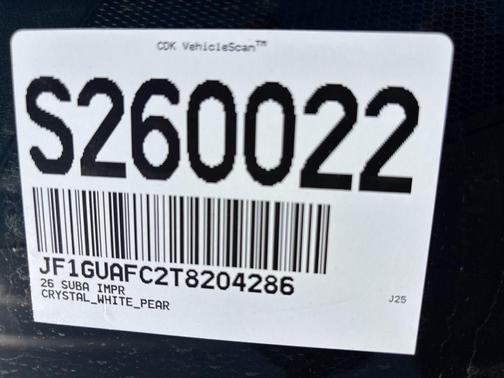 CDK VehicleScan™
S260022
JF1GUAFC2T8204286
26 SUBA IMPR
CRYSTAL_WHITE_PEAR
J25